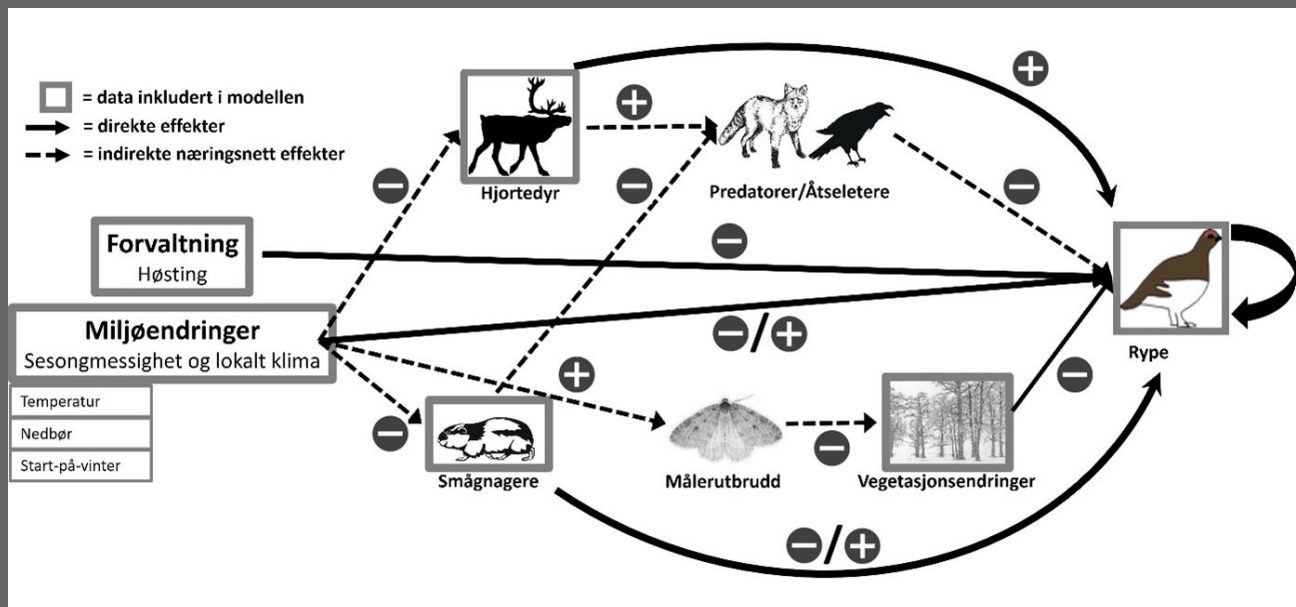 = data inkludert i modellen
= direkte effekter
= indirekte næringsnett effekter
+
+
−
−
Hjortedyr
Predatorer/Åtseletere
−
Forvaltning
Høsting
−
Miljøendringer
Sesongmessighet og lokalt klima
−/+
Rype
Temperatur
Nedbør
Start-på-vinter
+
−
−
−
Smågnagere
Målerutbrudd
Vegetasjonsendringer
−/+